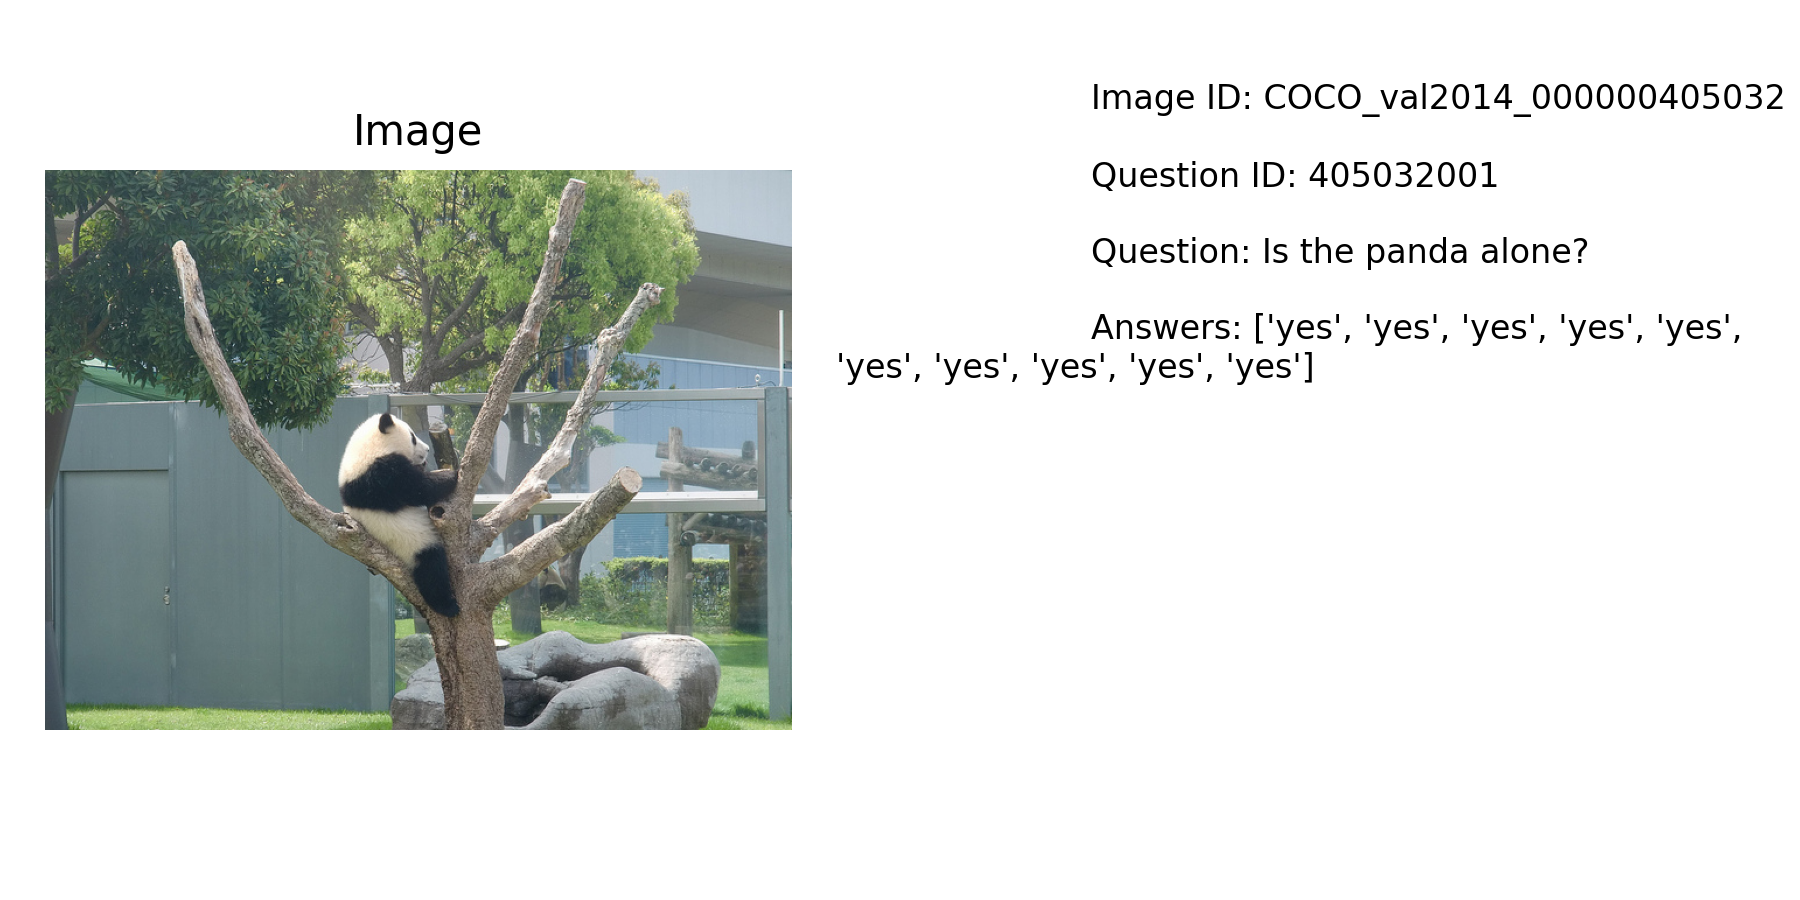 Image
Image ID: COCO_val2014_000000405032
Question ID: 405032001
Question: Is the panda alone?
Answers: ['yes', 'yes', 'yes', 'yes', 'yes',
'yes', 'yes', 'yes', 'yes', 'yes']